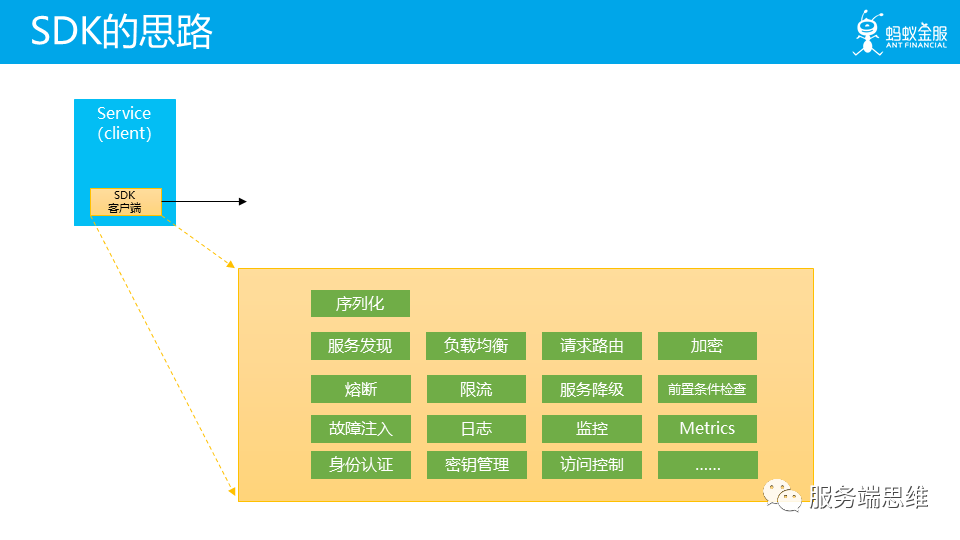 SDK的思路
蚂蚁金服
ANT FINANCIAL
Service
(client)
SDK
客户端
序列化
服务发现 负载均衡 请求路由 加密
熔断 限流 服务降级 前置条件检查
故障注入 日志 监控 Metrics
身份认证 密钥管理 访问控制 ......
服务端思维